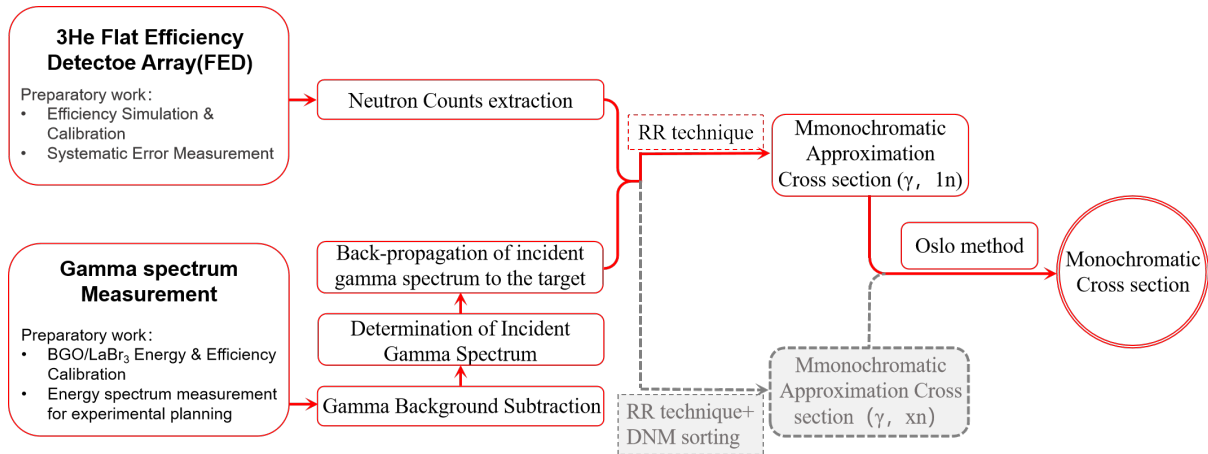 3He Flat Efficiency
Detectoe Array(FED)
Preparatory work:
• Efficiency Simulation &
Calibration
• Systematic Error Measurement
Neutron Counts extraction
RR technique
Mmonochromatic
Approximation
Cross section (γ, 1n)
Oslo method
Monochromatic
Cross section
Gamma spectrum
Measurement
Preparatory work:
• BGO/LaBr₃ Energy & Efficiency
Calibration
• Energy spectrum measurement
for experimental planning
Back-propagation of incident
gamma spectrum to the target
Determination of Incident
Gamma Spectrum
Gamma Background Subtraction
RR technique+
DNM sorting
Mmonochromatic
Approximation Cross
section (γ, xn)